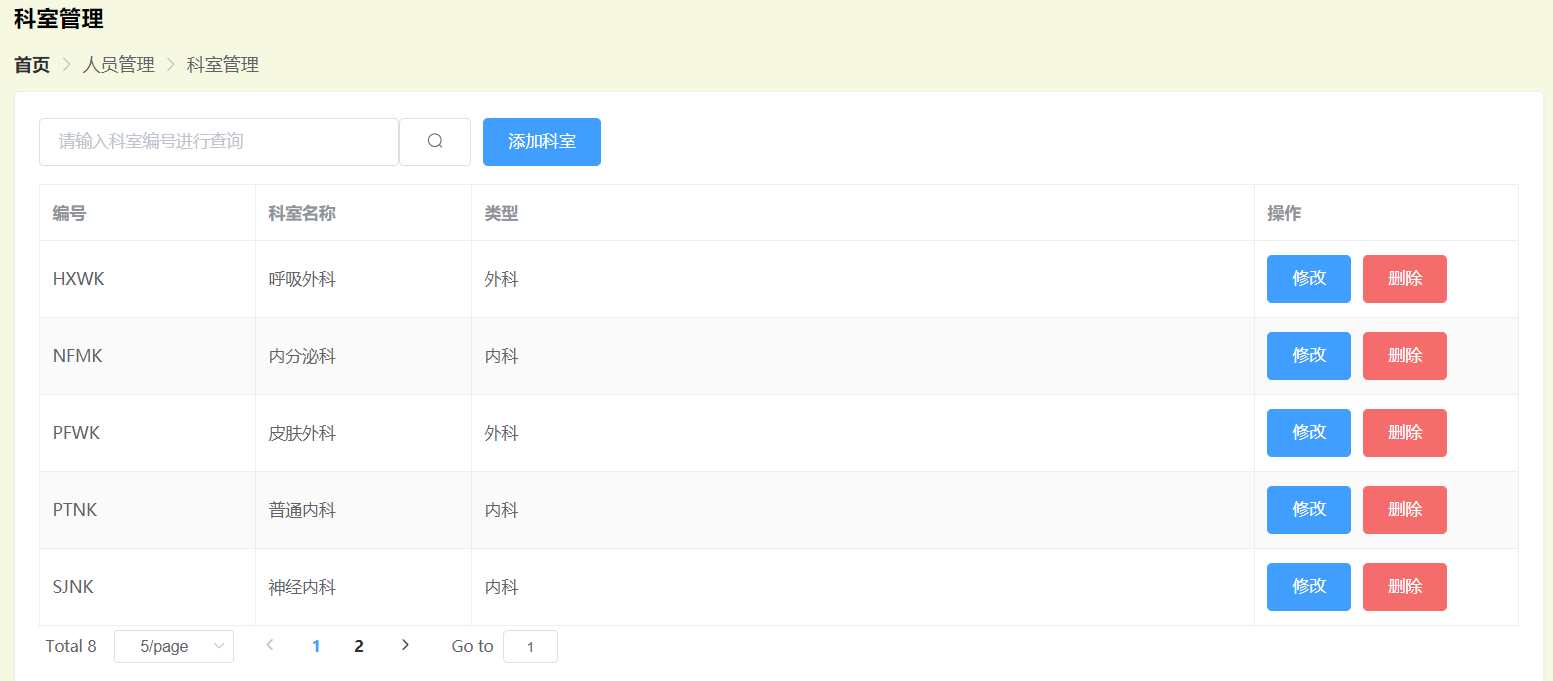 科室管理
首页 人员管理 科室管理
请输入科室编号进行查询 添加科室
编号 科室名称 类型 操作
HXWK 呼吸外科 外科 修改 删除
NFMK 内分泌科 内科 修改 删除
PFWK 皮肤外科 外科 修改 删除
PTNK 普通内科 内科 修改 删除
SJNK 神经内科 内科 修改 删除
Total 8 5/page 1 2 Go to 1